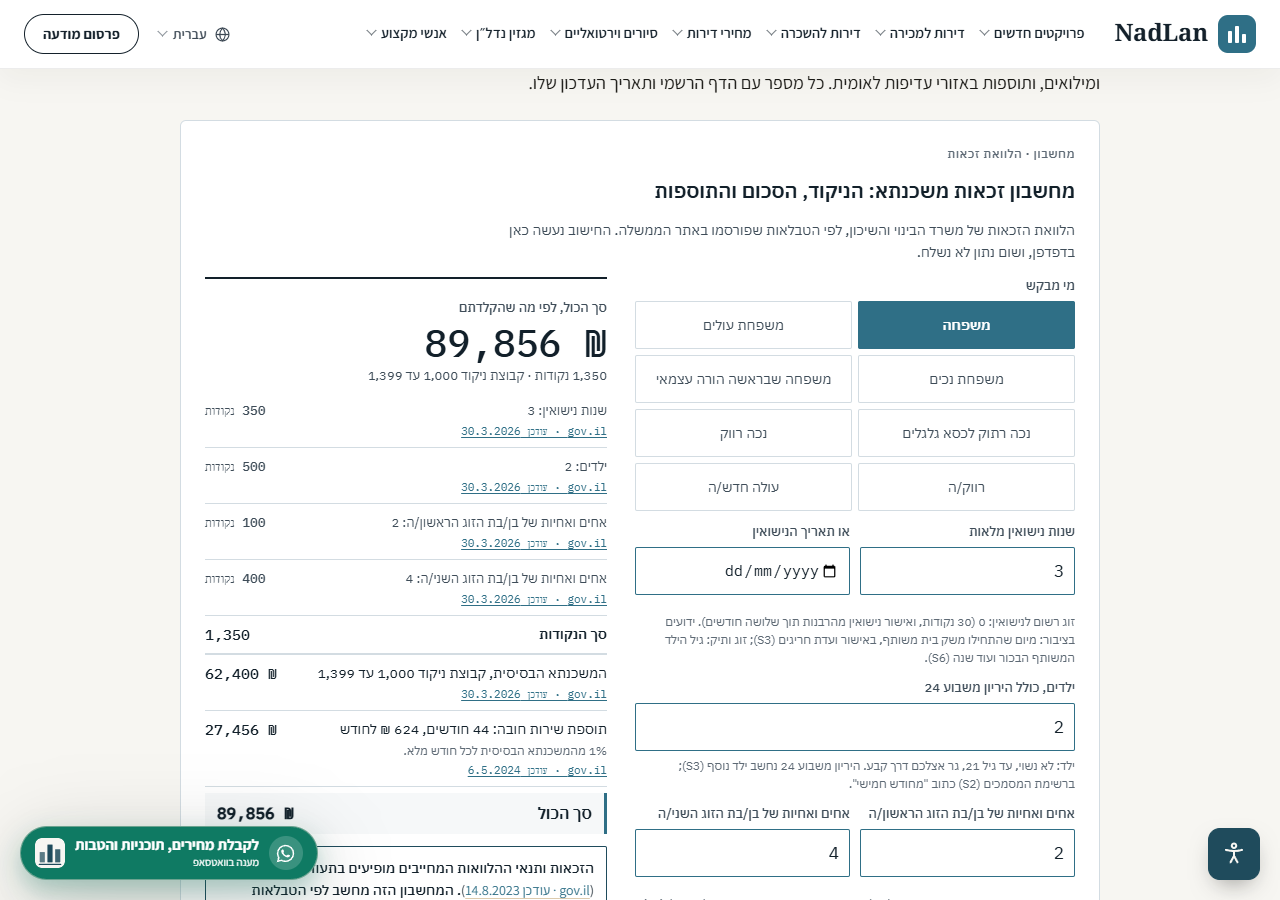 NadLan
פרויקטים חדשים
דירות למכירה
דירות להשכרה
מחירי דירות
סיורים וירטואליים
מגזין נדל״ן
אנשי מקצוע
עברית
פרסום מודעה
ומילואים, ותוספות באזורי עדיפות לאומית. כל מספר עם הדף הרשמי ותאריך העדכון שלו.
מחשבון · הלוואת זכאות
מחשבון זכאות משכנתא: הניקוד, הסכום והתוספות
הלוואת הזכאות של משרד הבינוי והשיכון, לפי הטבלאות שפורסמו באתר הממשלה. החישוב נעשה כאן
בדפדפן, ושום נתון לא נשלח.
מי מבקש
משפחה
משפחת עולים
משפחת נכים
משפחה שבראשה הורה עצמאי
נכה רתוק לכסא גלגלים
נכה רווק
רווק/ה
עולה חדש/ה
שנות נישואין מלאות
או תאריך הנישואין
3
dd/mm/yyyy
זוג רשום לנישואין: 0 (30 נקודות, ואישור נישואין מהרבנות תוך שלושה חודשים). ידועים
בציבור: מיום שהתחילו משק בית משותף, באישור ועדת חריגים (S3); זוג ותיק: גיל הילד
המשותף הבכור ועוד שנה (S6).
ילדים, כולל היריון משבוע 24
2
ילד: לא נשוי, עד גיל 21, גר אצלכם דרך קבע. היריון משבוע 24 נחשב ילד נוסף (S3);
ברשימת המסמכים (S2) כתוב "מחודש חמישי".
אחים ואחיות של בן/בת הזוג הראשון/ה
אחים ואחיות של בן/בת הזוג השני/ה
2
4
סך הכול, לפי מה שהקלדתם
₪ 89,856
1,350 נקודות · קבוצת ניקוד 1,000 עד 1,399
שנות נישואין: 3
350 נקודות
gov.il · עודכן 30.3.2026
ילדים: 2
500 נקודות
gov.il · עודכן 30.3.2026
אחים ואחיות של בן/בת הזוג הראשון/ה: 2
100 נקודות
gov.il · עודכן 30.3.2026
אחים ואחיות של בן/בת הזוג השני/ה: 4
400 נקודות
gov.il · עודכן 30.3.2026
סך הנקודות
1,350
המשכנתא הבסיסית, קבוצת ניקוד 1,000 עד 1,399
₪ 62,400
gov.il · עודכן 30.3.2026
תוספת שירות חובה: 44 חודשים, 624 ₪ לחודש
₪ 27,456
1% מהמשכנתא הבסיסית לכל חודש מלא.
gov.il · עודכן 6.5.2024
סך הכול
₪ 89,856
הזכאות ותנאי ההלוואות המחייבים מופיעים בתעוד
(gov.il · עודכן 14.8.2023). המחשבון הזה מחשב לפי הטבלאות
לקבלת מחירים, תוכניות והטבות
מענה בוואטסאפ